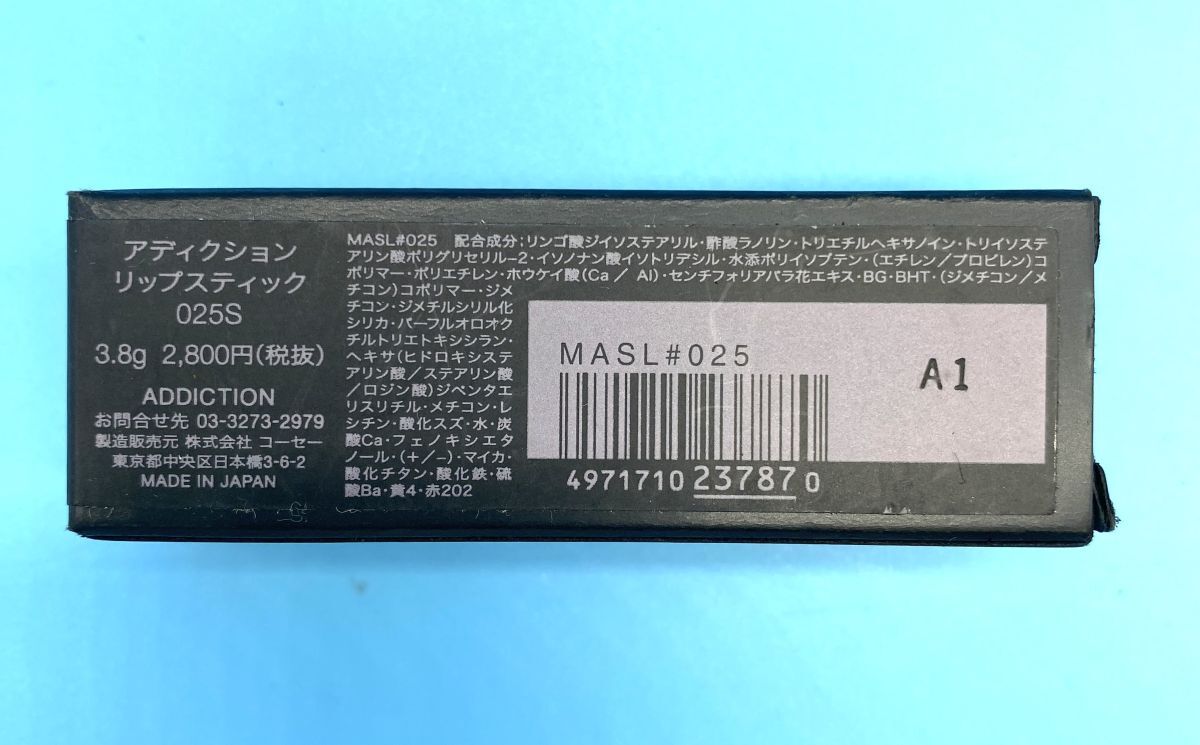 アディクション
リップスティック
025S
3.8g 2,800円(税抜)
ADDICTION
お問合せ先 03-3273-2979
製造販売元 株式会社 コーセー
東京都中央区日本橋3-6-2
MADE IN JAPAN
MASL#025 配合成分:リンゴ酸ジイソステアリル・酢酸ラノリン・トリエチルヘキサノイン・トリイソステ
アリン酸ポリグリセリル-2・イソノナン酸イソトリデシル・水添ポリイソブテン・(エチレン/プロピレン)コ
ポリマー・ポリエチレン・ホウケイ酸(Ca/Al)・センチフォリアバラ花エキス・BG・BHT・(ジメチコン/メ
チコン)コポリマー・ジメ
チコン・ジメチルシリル化
シリカ・パーフルオロオク
チルトリエトキシシラン・
ヘキサ(ヒドロキシステ
アリン酸/ステアリン酸
/ロジン酸)ジペンタエ
リスリチル・メチコン・レ
シチン・酸化スズ・水・炭
酸Ca・フェノキシエタ
ノール・(+/-)・マイカ・
酸化チタン・酸化鉄・硫
酸Ba・黄4・赤202
MASL#025
A1
4971710 23787 0